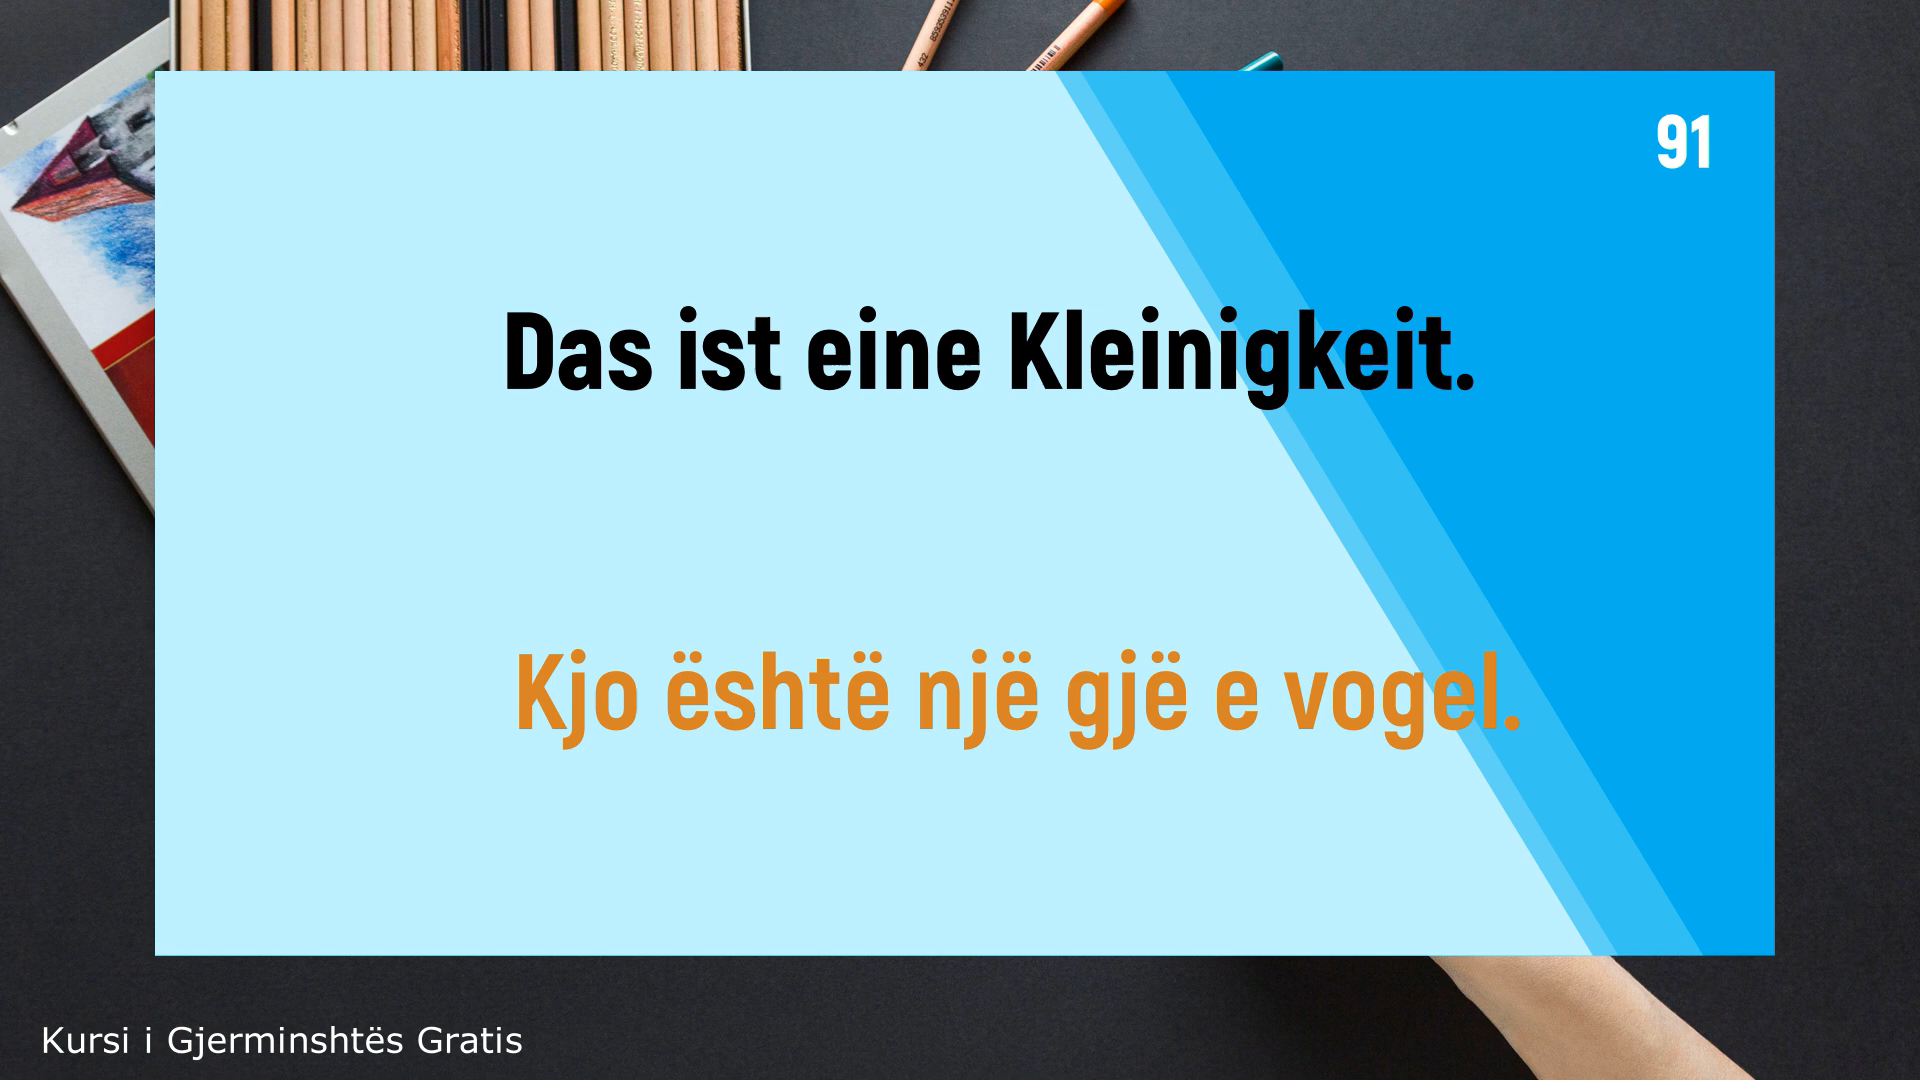 91
Das ist eine Kleinigkeit.
Kjo është një gjë e vogel.
Kursi i Gjerminshtës Gratis